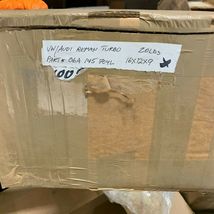 VW/AUDI REMAN TURBO 20LBS
PART#: 06A 145 704L 16X12X9